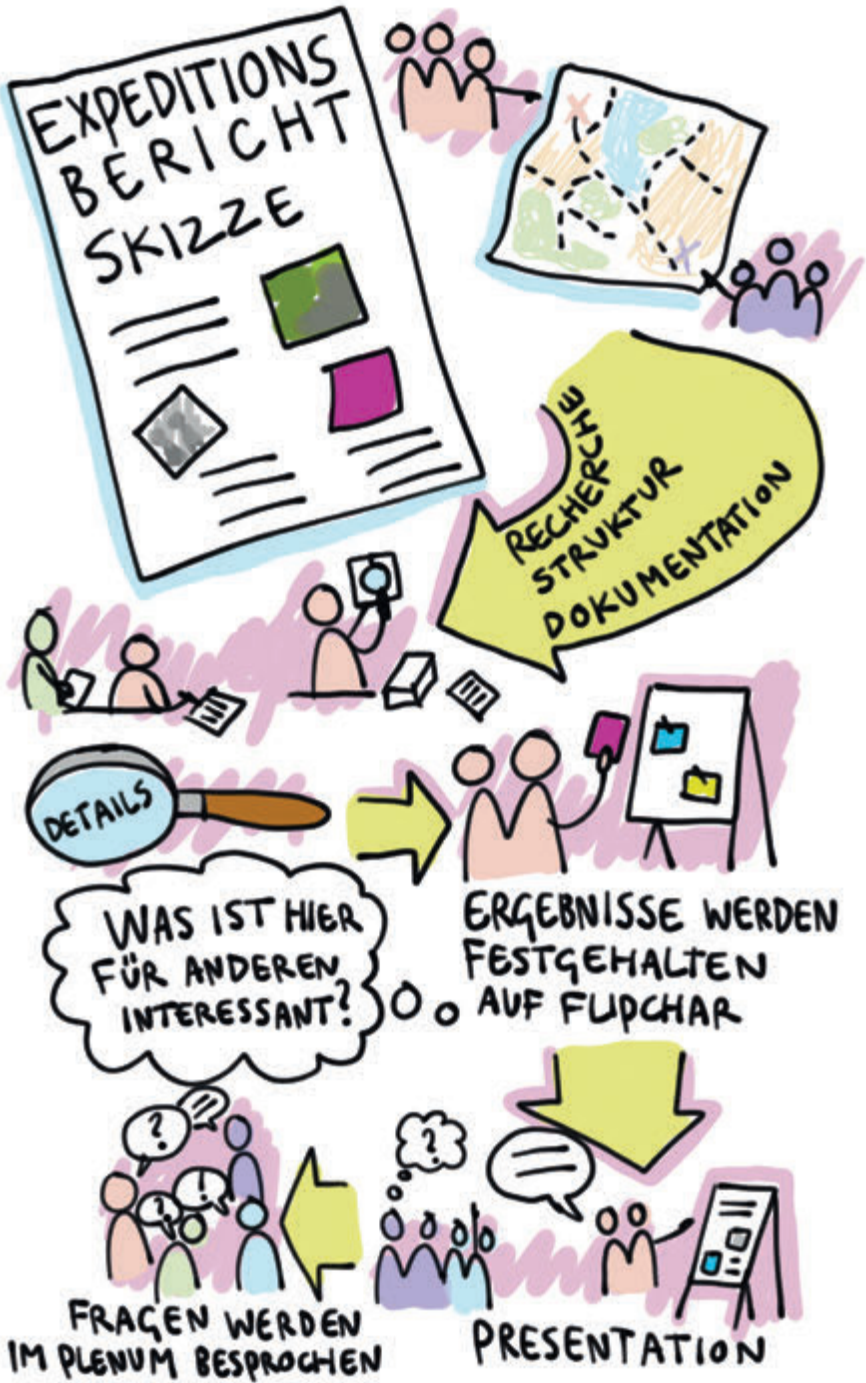 EXPEDITIONS
BERICHT
SKIZZE
RECHERCHE
STRUKTUR
DOKUMENTATION
DETAILS
WAS IST HIER
FÜR ANDEREN
INTERESSANT?
ERGEBNISSE WERDEN
FESTGEHALTEN
AUF FLIPCHAR
?
PRESENTATION
?
?
!
FRAGEN WERDEN
IM PLENUM BESPROCHEN